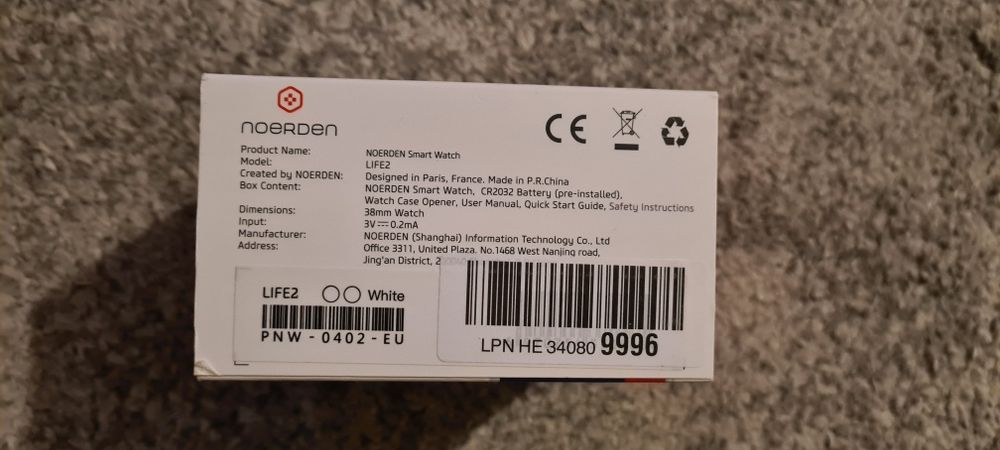 noerden
Product Name: NOERDEN Smart Watch
Model: LIFE2
Created by NOERDEN: Designed in Paris, France. Made in P.R.China
Box Content: NOERDEN Smart Watch, CR2032 Battery (pre-installed),
Watch Case Opener, User Manual, Quick Start Guide, Safety Instructions
Dimensions: 38mm Watch
Input: 3V⎓0.2mA
Manufacturer: NOERDEN (Shanghai) Information Technology Co., Ltd
Address: Office 3311, United Plaza. No.1468 West Nanjing road,
Jing'an District,
CE
LIFE2 White
PNW-0402-EU
LPN HE 34080 9996